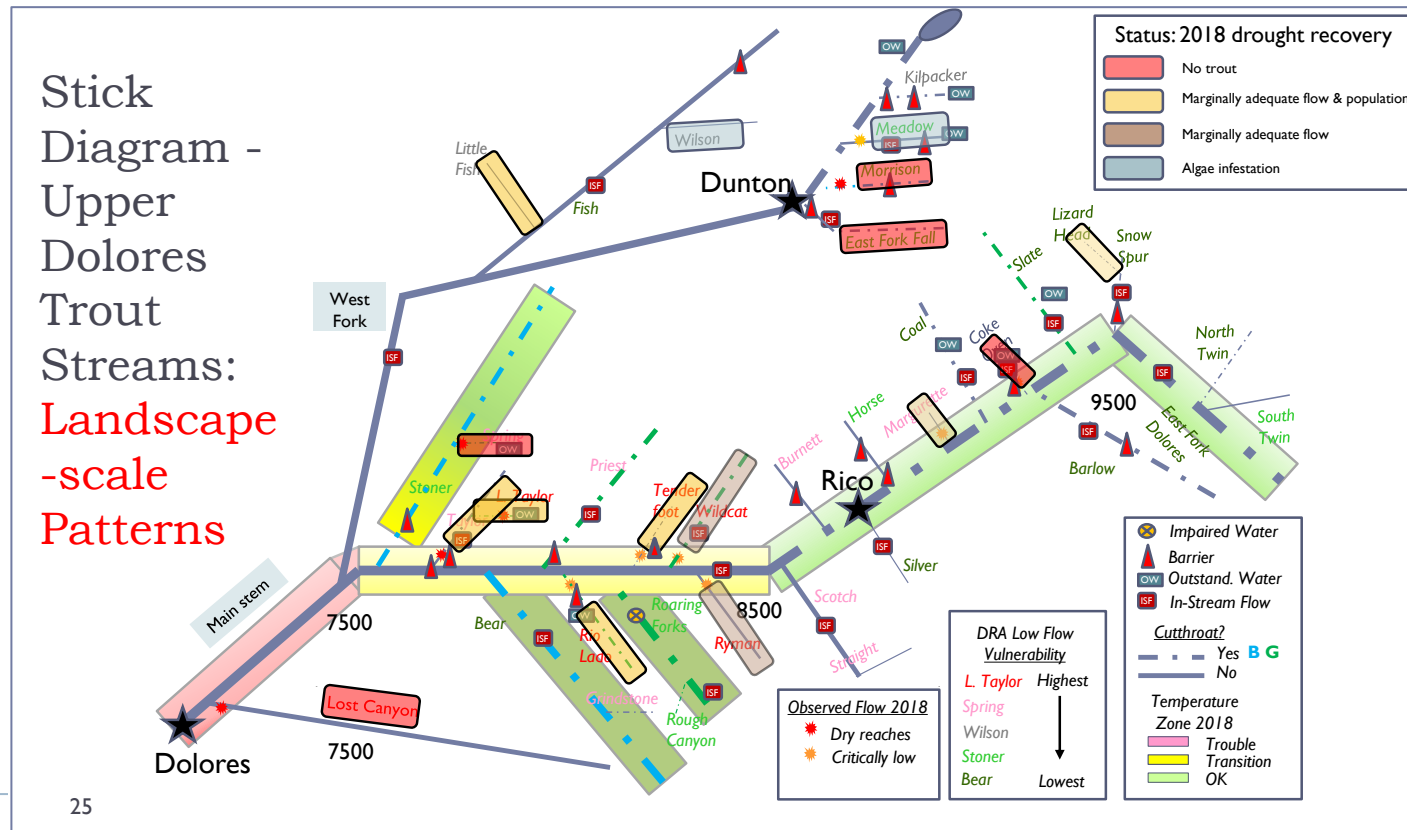 Stick
Diagram -
Upper
Dolores
Trout
Streams:
Landscape
-scale
Patterns
Status: 2018 drought recovery
No trout
Marginally adequate flow & population
Marginally adequate flow
Algae infestation
OW
Kilpacker
OW
Meadow
OW
ISF
Wilson
Little
Fish
ISF
Fish
Dunton
Morrison
ISF
East Fork Fall
Lizard
Head
Snow
Spur
Slate
ISF
OW
ISF
West
Fork
ISF
Coal
OW
Coke
Oven
OW
ISF
ISF
North
Twin
ISF
South
Twin
9500
East Fork
Dolores
ISF
Barlow
Horse
Margurette
Burnett
Rico
ISF
Silver
OW
Stoner
L. Taylor
OW
ISF
Priest
ISF
Tender
foot
Wildcat
ISF
ISF
8500
Main stem
7500
Bear
ISF
OW
Rio
Lado
Roaring
Forks
Ryman
Scotch
ISF
Straight
ISF
Rough
Canyon
Lost Canyon
7500
Dolores
Observed Flow 2018
Dry reaches
Critically low
DRA Low Flow
Vulnerability
L. Taylor Highest
Spring
Wilson
Stoner
Bear Lowest
Impaired Water
Barrier
OW Outstand. Water
ISF In-Stream Flow
Cutthroat?
Yes B G
No
Temperature
Zone 2018
Trouble
Transition
OK
25